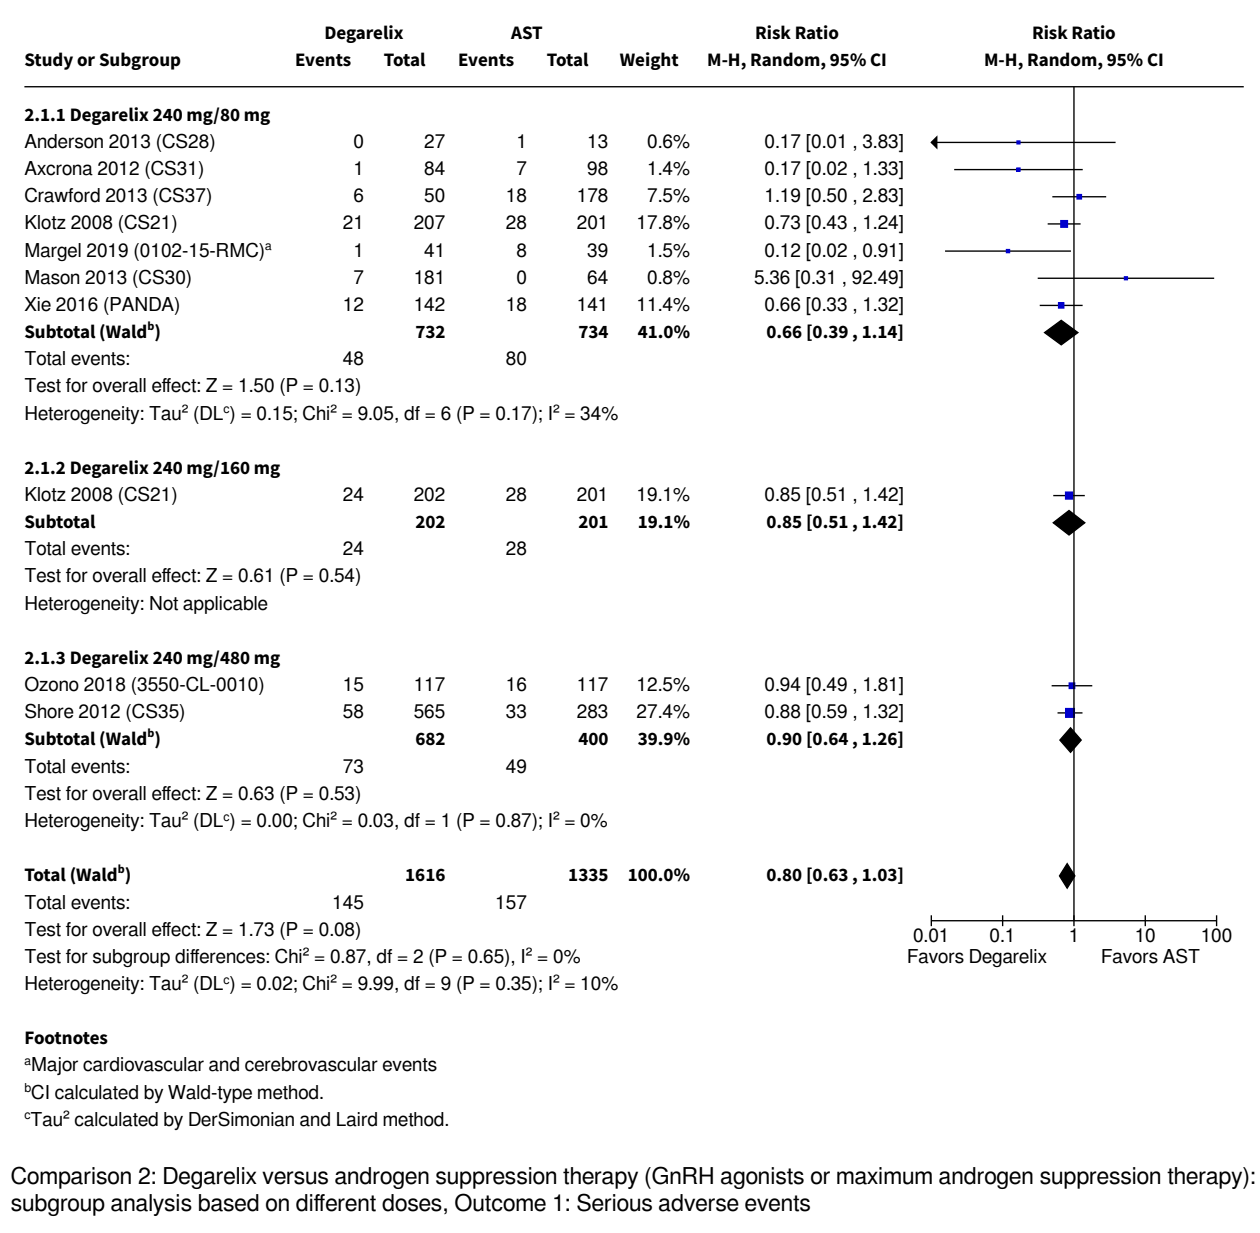 Degarelix AST Risk Ratio Risk Ratio
Study or Subgroup Events Total Events Total Weight M-H, Random, 95% CI M-H, Random, 95% CI
2.1.1 Degarelix 240 mg/80 mg
Anderson 2013 (CS28) 0 27 1 13 0.6% 0.17 [0.01 , 3.83]
Axcrona 2012 (CS31) 1 84 7 98 1.4% 0.17 [0.02 , 1.33]
Crawford 2013 (CS37) 6 50 18 178 7.5% 1.19 [0.50 , 2.83]
Klotz 2008 (CS21) 21 207 28 201 17.8% 0.73 [0.43 , 1.24]
Margel 2019 (0102-15-RMC)ᵃ 1 41 8 39 1.5% 0.12 [0.02 , 0.91]
Mason 2013 (CS30) 7 181 0 64 0.8% 5.36 [0.31 , 92.49]
Xie 2016 (PANDA) 12 142 18 141 11.4% 0.66 [0.33 , 1.32]
Subtotal (Waldᵇ) 732 734 41.0% 0.66 [0.39 , 1.14]
Total events: 48 80
Test for overall effect: Z = 1.50 (P = 0.13)
Heterogeneity: Tau² (DLᶜ) = 0.15; Chi² = 9.05, df = 6 (P = 0.17); I² = 34%
2.1.2 Degarelix 240 mg/160 mg
Klotz 2008 (CS21) 24 202 28 201 19.1% 0.85 [0.51 , 1.42]
Subtotal 202 201 19.1% 0.85 [0.51 , 1.42]
Total events: 24 28
Test for overall effect: Z = 0.61 (P = 0.54)
Heterogeneity: Not applicable
2.1.3 Degarelix 240 mg/480 mg
Ozono 2018 (3550-CL-0010) 15 117 16 117 12.5% 0.94 [0.49 , 1.81]
Shore 2012 (CS35) 58 565 33 283 27.4% 0.88 [0.59 , 1.32]
Subtotal (Waldᵇ) 682 400 39.9% 0.90 [0.64 , 1.26]
Total events: 73 49
Test for overall effect: Z = 0.63 (P = 0.53)
Heterogeneity: Tau² (DLᶜ) = 0.00; Chi² = 0.03, df = 1 (P = 0.87); I² = 0%
Total (Waldᵇ) 1616 1335 100.0% 0.80 [0.63 , 1.03]
Total events: 145 157
Test for overall effect: Z = 1.73 (P = 0.08)
Test for subgroup differences: Chi² = 0.87, df = 2 (P = 0.65), I² = 0%
Heterogeneity: Tau² (DLᶜ) = 0.02; Chi² = 9.99, df = 9 (P = 0.35); I² = 10%
0.01 0.1 1 10 100
Favors Degarelix Favors AST
Footnotes
ᵃMajor cardiovascular and cerebrovascular events
ᵇCI calculated by Wald-type method.
ᶜTau² calculated by DerSimonian and Laird method.
Comparison 2: Degarelix versus androgen suppression therapy (GnRH agonists or maximum androgen suppression therapy):
subgroup analysis based on different doses, Outcome 1: Serious adverse events